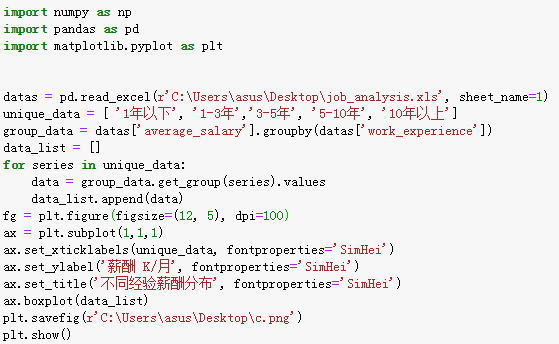 import numpy as np
import pandas as pd
import matplotlib.pyplot as plt
datas = pd.read_excel(r'C:\Users\asus\Desktop\job_analysis.xls', sheet_name=1)
unique_data = [ '1年以下', '1-3年','3-5年', '5-10年', '10年以上']
group_data = datas['average_salary'].groupby(datas['work_experience'])
data_list = []
for series in unique_data:
    data = group_data.get_group(series).values
    data_list.append(data)
fg = plt.figure(figsize=(12, 5), dpi=100)
ax = plt.subplot(1,1,1)
ax.set_xticklabels(unique_data, fontproperties='SimHei')
ax.set_ylabel('薪酬 K/月', fontproperties='SimHei')
ax.set_title('不同经验薪酬分布', fontproperties='SimHei')
ax.boxplot(data_list)
plt.savefig(r'C:\Users\asus\Desktop\c.png')
plt.show()